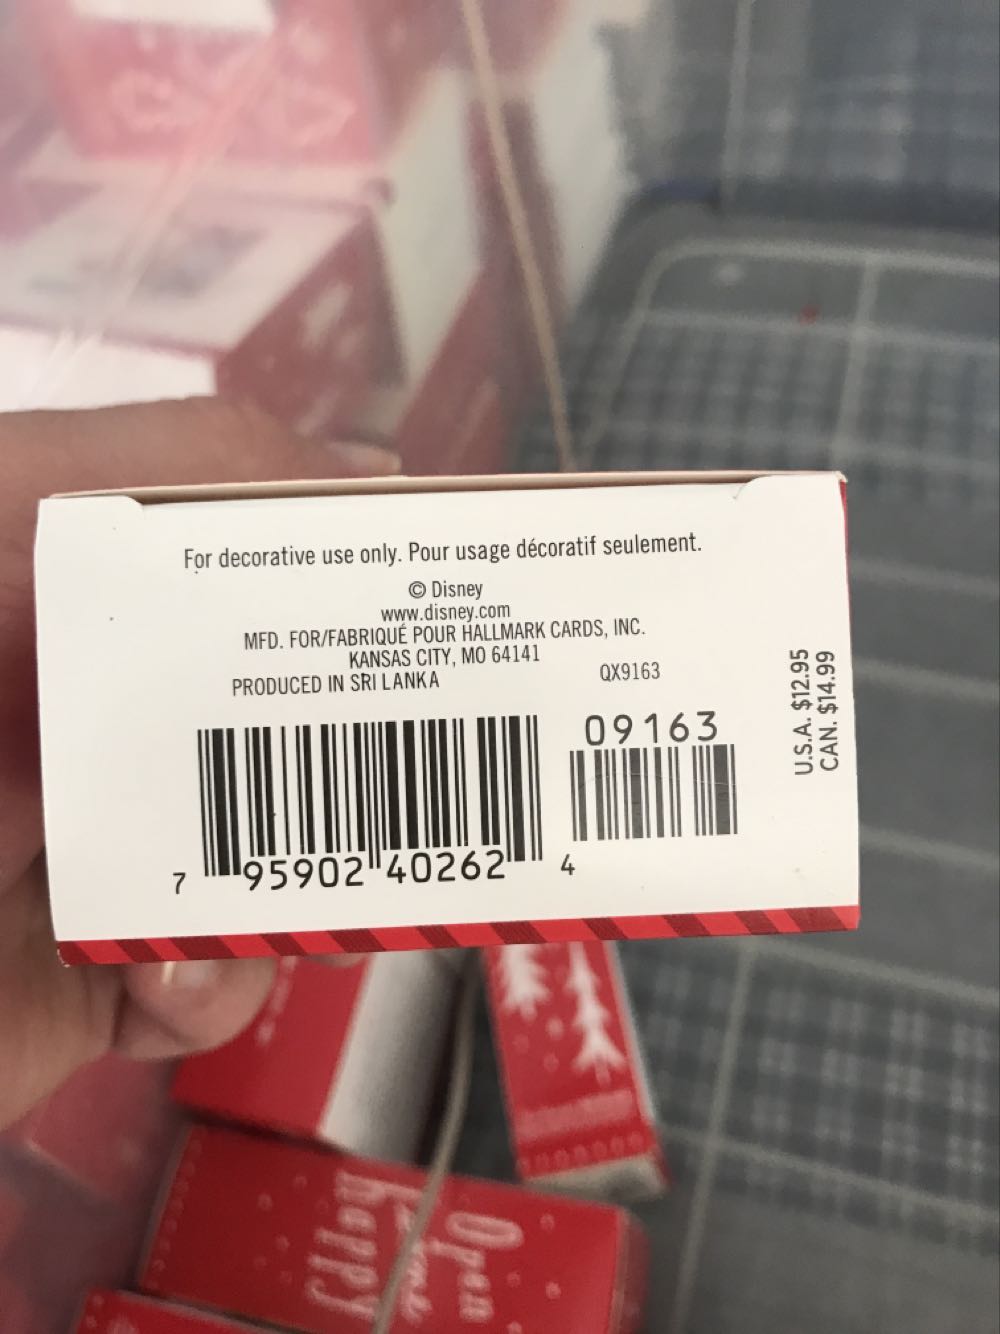 For decorative use only. Pour usage décoratif seulement.
© Disney
www.disney.com
MFD. FOR/FABRIQUÉ POUR HALLMARK CARDS, INC.
KANSAS CITY, MO 64141
PRODUCED IN SRI LANKA QX9163
09163
7 95902 40262 4
U.S.A. $12.95
CAN. $14.99
Open
happy